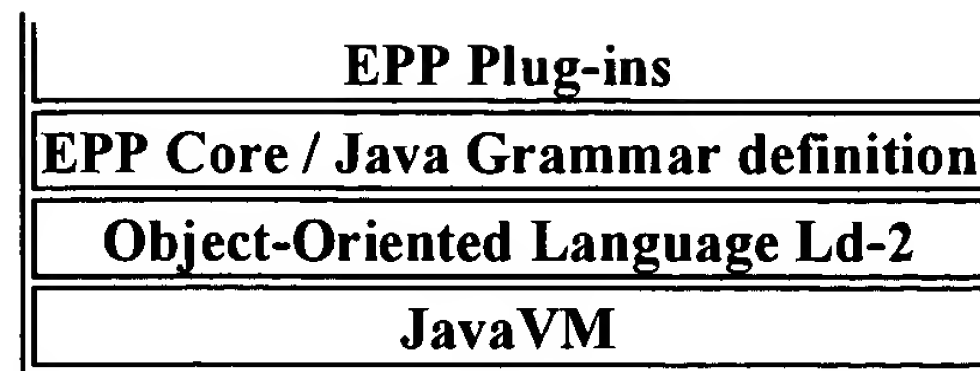 EPP Plug-ins
EPP Core / Java Grammar definition
Object-Oriented Language Ld-2
JavaVM